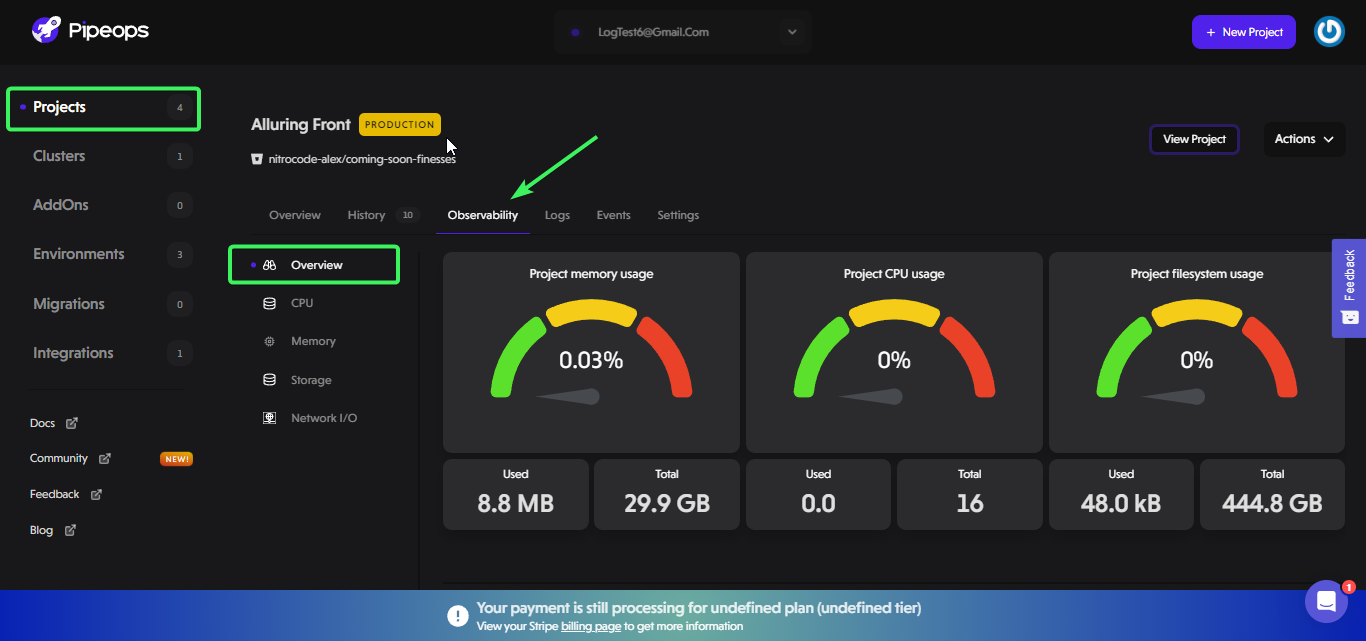 Pipeops
LogTest6@Gmail.Com
+ New Project
Projects 4
Clusters 1
AddOns 0
Environments 3
Migrations 0
Integrations 1
Docs
Community NEW!
Feedback
Blog
Alluring Front PRODUCTION
nitrocode-alex/coming-soon-finesses
View Project
Actions
Overview History 10 Observability Logs Events Settings
Overview
CPU
Memory
Storage
Network I/O
Project memory usage
0.03%
Used
8.8 MB
Total
29.9 GB
Project CPU usage
0%
Used
0.0
Total
16
Project filesystem usage
0%
Used
48.0 kB
Total
444.8 GB
Feedback
! Your payment is still processing for undefined plan (undefined tier)
View your Stripe billing page to get more information
1